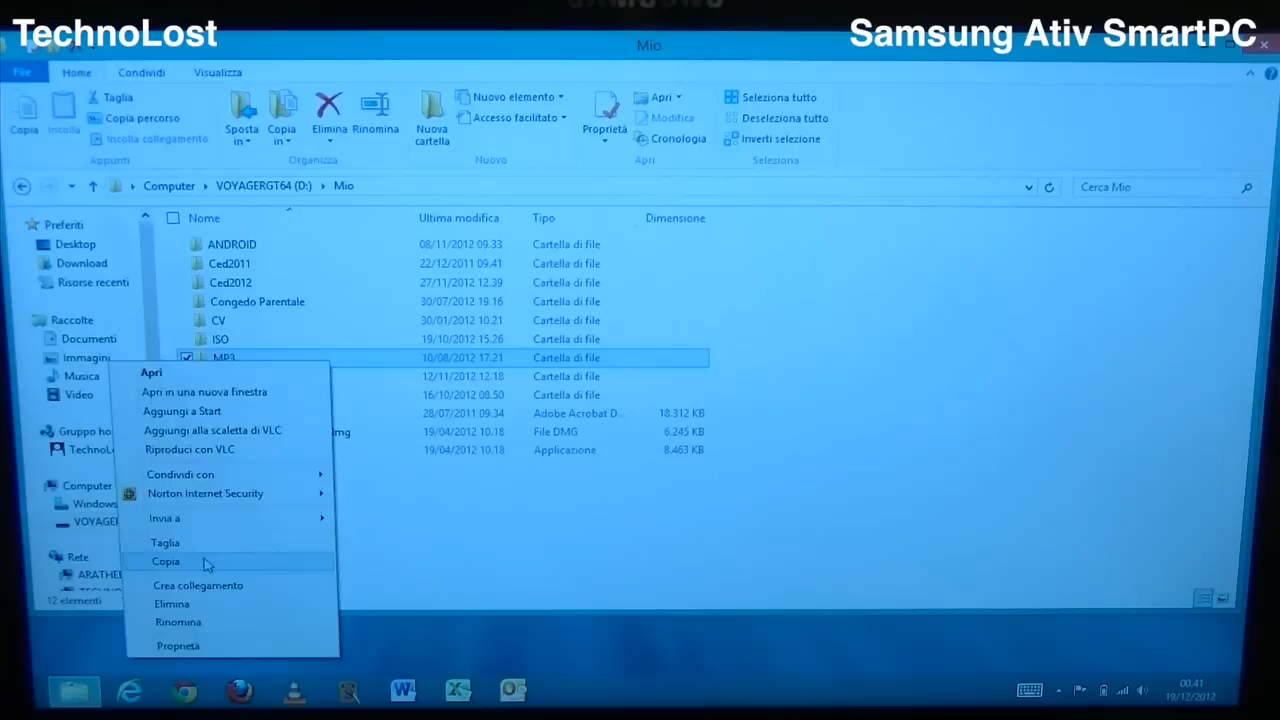 SAMSUNG
TechnoLost
Samsung Ativ SmartPC
Mio
File Home Condividi Visualizza
Copia
Incolla
Taglia
Copia percorso
Incolla collegamento
Appunti
Sposta in
Copia in
Elimina
Rinomina
Organizza
Nuova cartella
Nuovo elemento
Accesso facilitato
Nuovo
Proprietà
Apri
Modifica
Cronologia
Apri
Seleziona tutto
Deseleziona tutto
Inverti selezione
Seleziona
Computer VOYAGERGT64 (D:) Mio
Cerca Mio
Preferiti
Desktop
Download
Risorse recenti
Raccolte
Documenti
Immagini
Musica
Video
Gruppo ho
TechnoL
Computer
Windows
VOYAGER
Rete
ARATHE
12 elementi
Nome Ultima modifica Tipo Dimensione
ANDROID 08/11/2012 09.33 Cartella di file
Ced2011 22/12/2011 09.41 Cartella di file
Ced2012 27/11/2012 12.39 Cartella di file
Congedo Parentale 30/07/2012 19.16 Cartella di file
CV 30/01/2012 10.21 Cartella di file
ISO 19/10/2012 15.26 Cartella di file
MP3 10/08/2012 17.21 Cartella di file
12/11/2012 12.18 Cartella di file
16/10/2012 08.50 Cartella di file
28/07/2011 09.34 Adobe Acrobat D... 18.312 KB
lmg 19/04/2012 10.18 File DMG 6.245 KB
19/04/2012 10.18 Applicazione 8.463 KB
Apri
Apri in una nuova finestra
Aggiungi a Start
Aggiungi alla scaletta di VLC
Riproduci con VLC
Condividi con
Norton Internet Security
Invia a
Taglia
Copia
Crea collegamento
Elimina
Rinomina
Proprietà
00.41
19/12/2012